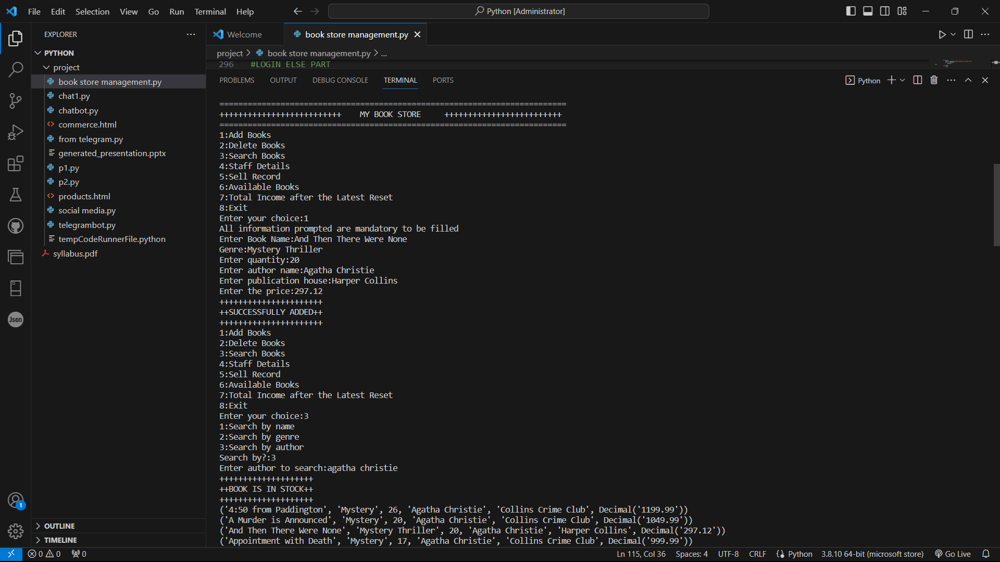 File Edit Selection View Go Run Terminal Help
Python [Administrator]
EXPLORER
PYTHON
project
book store management.py
chat1.py
chatbot.py
commerce.html
from telegram.py
generated_presentation.pptx
p1.py
p2.py
products.html
social media.py
telegrambot.py
tempCodeRunnerFile.python
syllabus.pdf
OUTLINE
TIMELINE
Json
1
Welcome
book store management.py
project > book store management.py > ...
296 #LOGIN ELSE PART
PROBLEMS OUTPUT DEBUG CONSOLE TERMINAL PORTS
Python
==========================================================================
++++++++++++++++++++++++++    MY BOOK STORE     +++++++++++++++++++++++++
==========================================================================
1:Add Books
2:Delete Books
3:Search Books
4:Staff Details
5:Sell Record
6:Available Books
7:Total Income after the Latest Reset
8:Exit
Enter your choice:1
All information prompted are mandatory to be filled
Enter Book Name:And Then There Were None
Genre:Mystery Thriller
Enter quantity:20
Enter author name:Agatha Christie
Enter publication house:Harper Collins
Enter the price:297.12
++++++++++++++++++++++
++SUCCESSFULLY ADDED++
++++++++++++++++++++++
1:Add Books
2:Delete Books
3:Search Books
4:Staff Details
5:Sell Record
6:Available Books
7:Total Income after the Latest Reset
8:Exit
Enter your choice:3
1:Search by name
2:Search by genre
3:Search by author
Search by?:3
Enter author to search:agatha christie
++++++++++++++++++++
++BOOK IS IN STOCK++
++++++++++++++++++++
('4:50 from Paddington', 'Mystery', 26, 'Agatha Christie', 'Collins Crime Club', Decimal('1199.99'))
('A Murder is Announced', 'Mystery', 20, 'Agatha Christie', 'Collins Crime Club', Decimal('1049.99'))
('And Then There Were None', 'Mystery Thriller', 20, 'Agatha Christie', 'Harper Collins', Decimal('297.12'))
('Appointment with Death', 'Mystery', 17, 'Agatha Christie', 'Collins Crime Club', Decimal('999.99'))
0 0 0 Ln 115, Col 36 Spaces: 4 UTF-8 CRLF Python 3.8.10 64-bit (microsoft store) Go Live